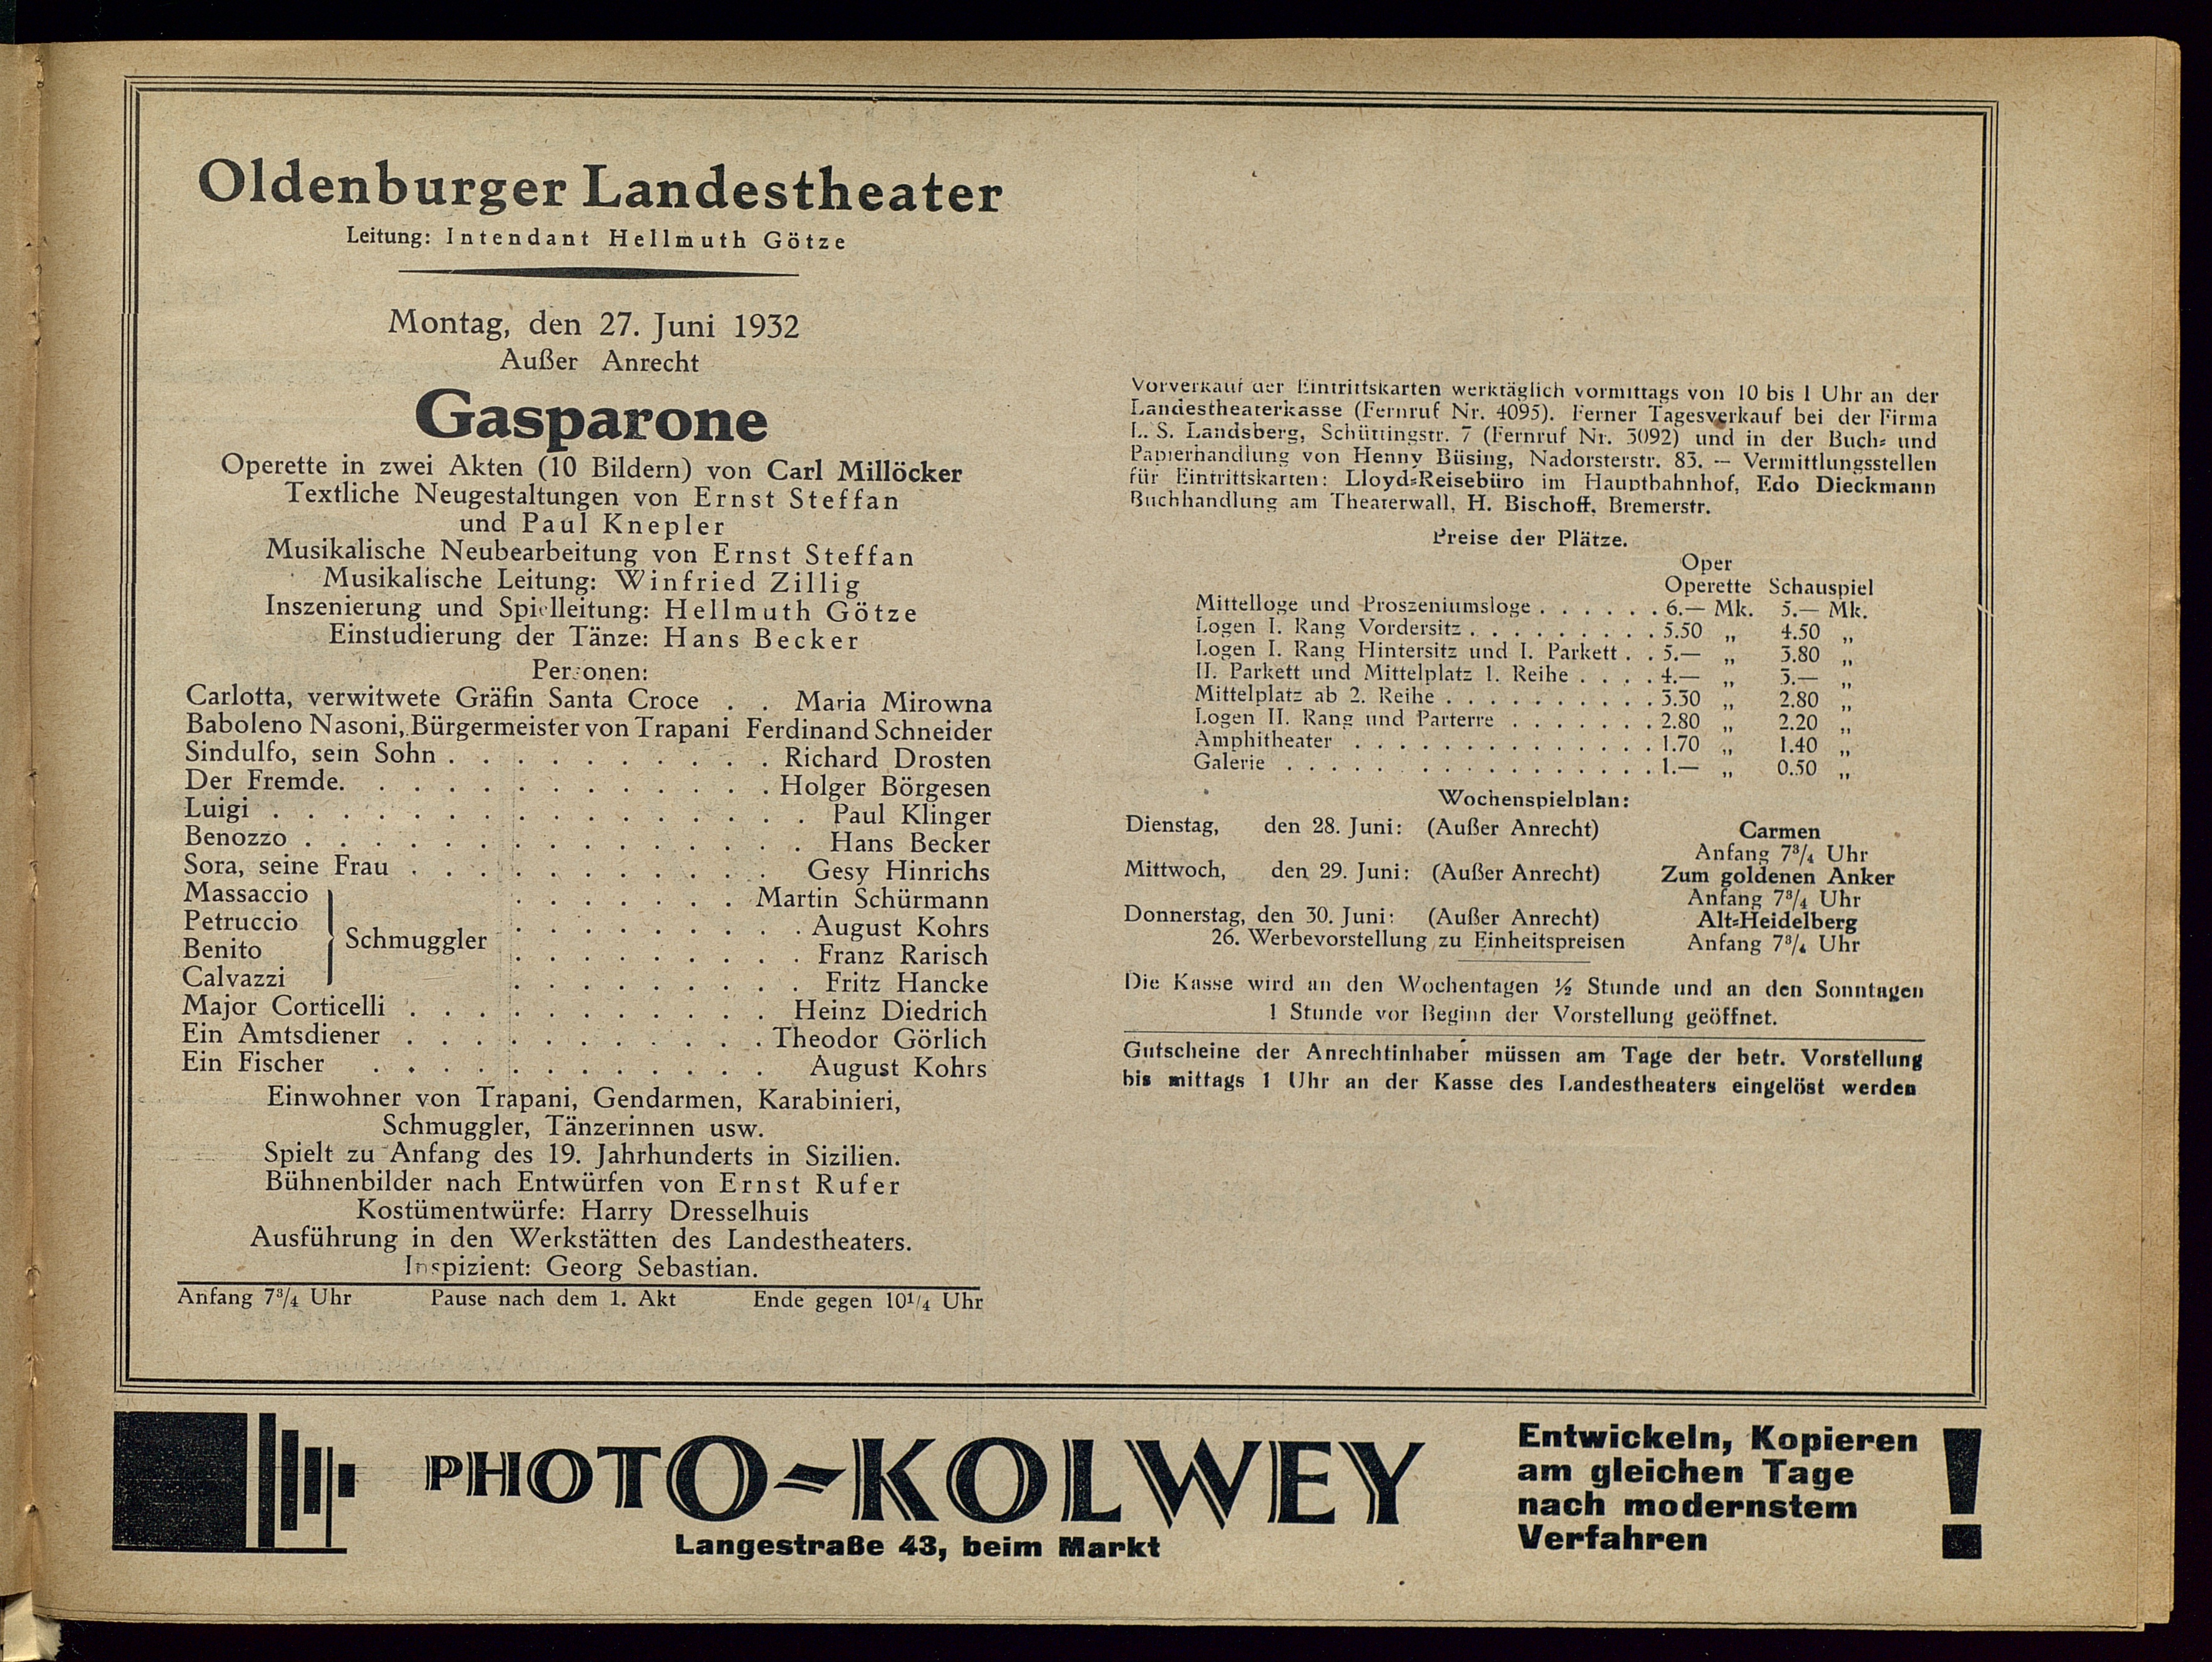 Oldenburger Landestheater
Leitung: Intendant Hellmuth Götze
Montag, den 27. Juni 1932
Außer Anrecht
Gasparone
Operette in zwei Akten (10 Bildern) von Carl Millöcker
Textliche Neugestaltungen von Ernst Steffan
und Paul Knepler
Musikalische Neubearbeitung von Ernst Steffan
Musikalische Leitung: Winfried Zillig
Inszenierung und Spielleitung: Hellmuth Götze
Einstudierung der Tänze: Hans Becker
Personen:
Carlotta, verwitwete Gräfin Santa Croce . . Maria Mirowna
Baboleno Nasoni, Bürgermeister von Trapani Ferdinand Schneider
Sindulfo, sein Sohn . . . . . . . . . . Richard Drosten
Der Fremde. . . . . . . . . . . . . Holger Börgesen
Luigi . . . . . . . . . . . . . . . . Paul Klinger
Benozzo . . . . . . . . . . . . . . . Hans Becker
Sora, seine Frau . . . . . . . . . . . Gesy Hinrichs
Massaccio . . . . . . . Martin Schürmann
Petruccio . . . . . . . . . August Kohrs
Schmuggler
Benito . . . . . . . . . Franz Rarisch
Calvazzi . . . . . . . . . Fritz Hancke
Major Corticelli . . . . . . . . . . . Heinz Diedrich
Ein Amtsdiener . . . . . . . . . . . Theodor Görlich
Ein Fischer . . . . . . . . . . . . August Kohrs
Einwohner von Trapani, Gendarmen, Karabinieri,
Schmuggler, Tänzerinnen usw.
Spielt zu Anfang des 19. Jahrhunderts in Sizilien.
Bühnenbilder nach Entwürfen von Ernst Rufer
Kostümentwürfe: Harry Dresselhuis
Ausführung in den Werkstätten des Landestheaters.
Inspizient: Georg Sebastian.
Anfang 7³/₄ Uhr Pause nach dem 1. Akt Ende gegen 10¹/₄ Uhr
Vorverkauf der Eintrittskarten werktäglich vormittags von 10 bis 1 Uhr an der
Landestheaterkasse (Fernruf Nr. 4095). Ferner Tagesverkauf bei der Firma
L. S. Landsberg, Schüttingstr. 7 (Fernruf Nr. 3092) und in der Buch- und
Papierhandlung von Henny Büsing, Nadorsterstr. 83. — Vermittlungsstellen
für Eintrittskarten: Lloyd-Reisebüro im Hauptbahnhof, Edo Dieckmann
Buchhandlung am Theaterwall, H. Bischoff, Bremerstr.
Preise der Plätze.
Oper
Operette Schauspiel
Mittelloge und Proszeniumsloge . . . . . . 6.— Mk. 5.— Mk.
Logen I. Rang Vordersitz . . . . . . . . . 5.50 „ 4.50 „
Logen I. Rang Hintersitz und I. Parkett . . 5.— „ 3.80 „
II. Parkett und Mittelplatz 1. Reihe . . . . 4.— „ 3.— „
Mittelplatz ab 2. Reihe . . . . . . . . . . 3.30 „ 2.80 „
Logen II. Rang und Parterre . . . . . . . 2.80 „ 2.20 „
Amphitheater . . . . . . . . . . . . . . 1.70 „ 1.40 „
Galerie . . . . . . . . . . . . . . . . . 1.— „ 0.50 „
Wochenspielplan:
Dienstag, den 28. Juni: (Außer Anrecht) Carmen
Anfang 7³/₄ Uhr
Mittwoch, den 29. Juni: (Außer Anrecht) Zum goldenen Anker
Anfang 7³/₄ Uhr
Donnerstag, den 30. Juni: (Außer Anrecht) Alt-Heidelberg
26. Werbevorstellung zu Einheitspreisen Anfang 7³/₄ Uhr
Die Kasse wird an den Wochentagen ½ Stunde und an den Sonntagen
1 Stunde vor Beginn der Vorstellung geöffnet.
Gutscheine der Anrechtinhaber müssen am Tage der betr. Vorstellung
bis mittags 1 Uhr an der Kasse des Landestheaters eingelöst werden
PHOTO-KOLWEY
Langestraße 43, beim Markt
Entwickeln, Kopieren
am gleichen Tage
nach modernstem
Verfahren !